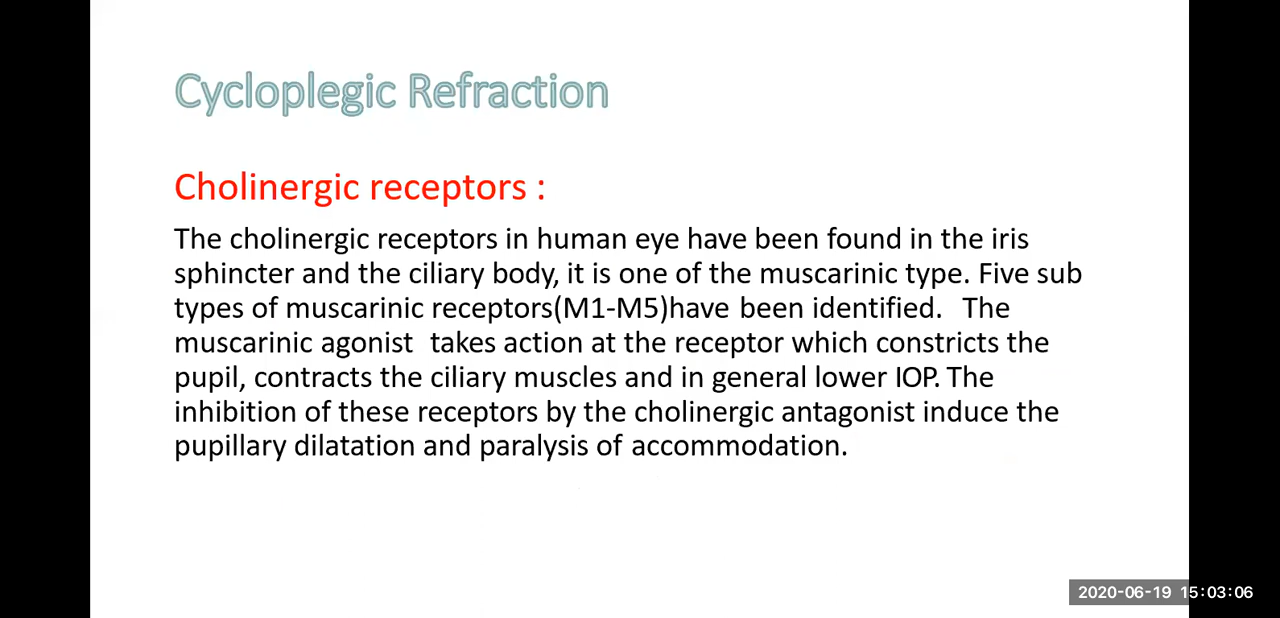 Cycloplegic Refraction
Cholinergic receptors :
The cholinergic receptors in human eye have been found in the iris
sphincter and the ciliary body, it is one of the muscarinic type. Five sub
types of muscarinic receptors(M1-M5)have been identified.  The
muscarinic agonist  takes action at the receptor which constricts the
pupil, contracts the ciliary muscles and in general lower IOP. The
inhibition of these receptors by the cholinergic antagonist induce the
pupillary dilatation and paralysis of accommodation.
2020-06-19 15:03:06